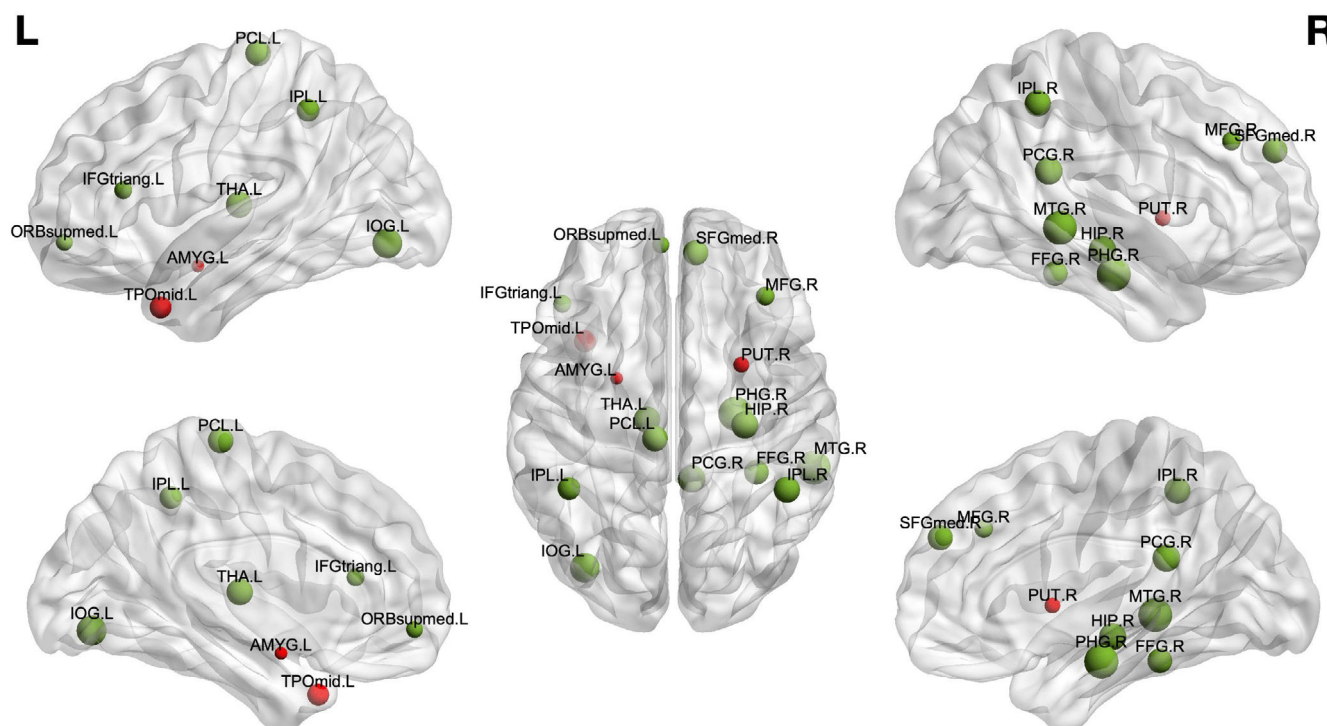 L
R
PCL.L
IPL.L
IFGtriang.L
THA.L
ORBsupmed.L
IOG.L
AMYG.L
TPOmid.L
IPL.R
MFG.R
SFGmed.R
PCG.R
MTG.R
PUT.R
HIP.R
FFG.R
PHG.R
ORBsupmed.L
SFGmed.R
IFGtriang.L
MFG.R
TPOmid.L
PUT.R
AMYG.L
PHG.R
THA.L
HIP.R
PCL.L
MTG.R
PCG.R
FFG.R
IPL.L
IPL.R
IOG.L
PCL.L
IPL.L
IFGtriang.L
THA.L
IOG.L
ORBsupmed.L
AMYG.L
TPOmid.L
IPL.R
SFGmed.R
MFG.R
PCG.R
PUT.R
MTG.R
HIP.R
PHG.R
FFG.R